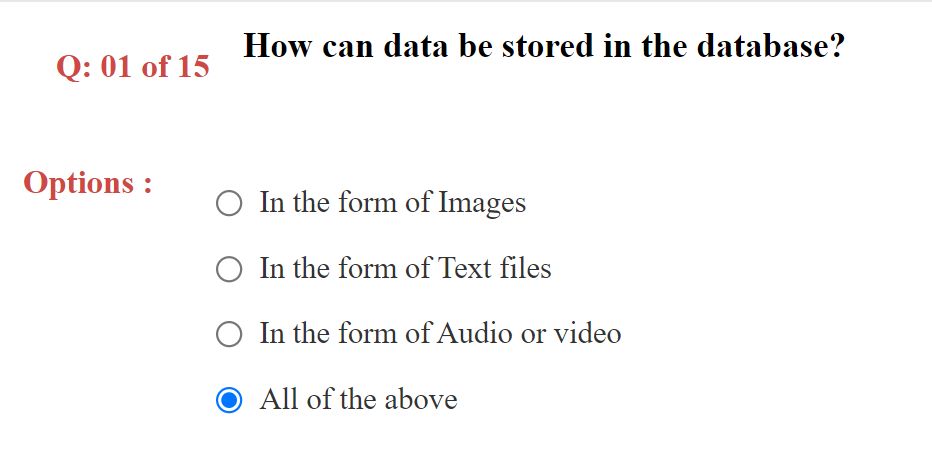 How can data be stored in the database?
Q: 01 of 15
Options :
In the form of Images
In the form of Text files
In the form of Audio or video
All of the above